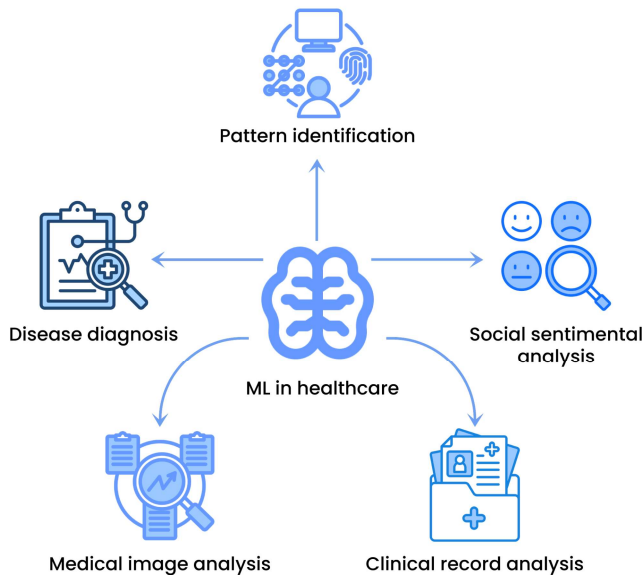 Pattern identification
Disease diagnosis
Social sentimental
analysis
ML in healthcare
Medical image analysis
Clinical record analysis